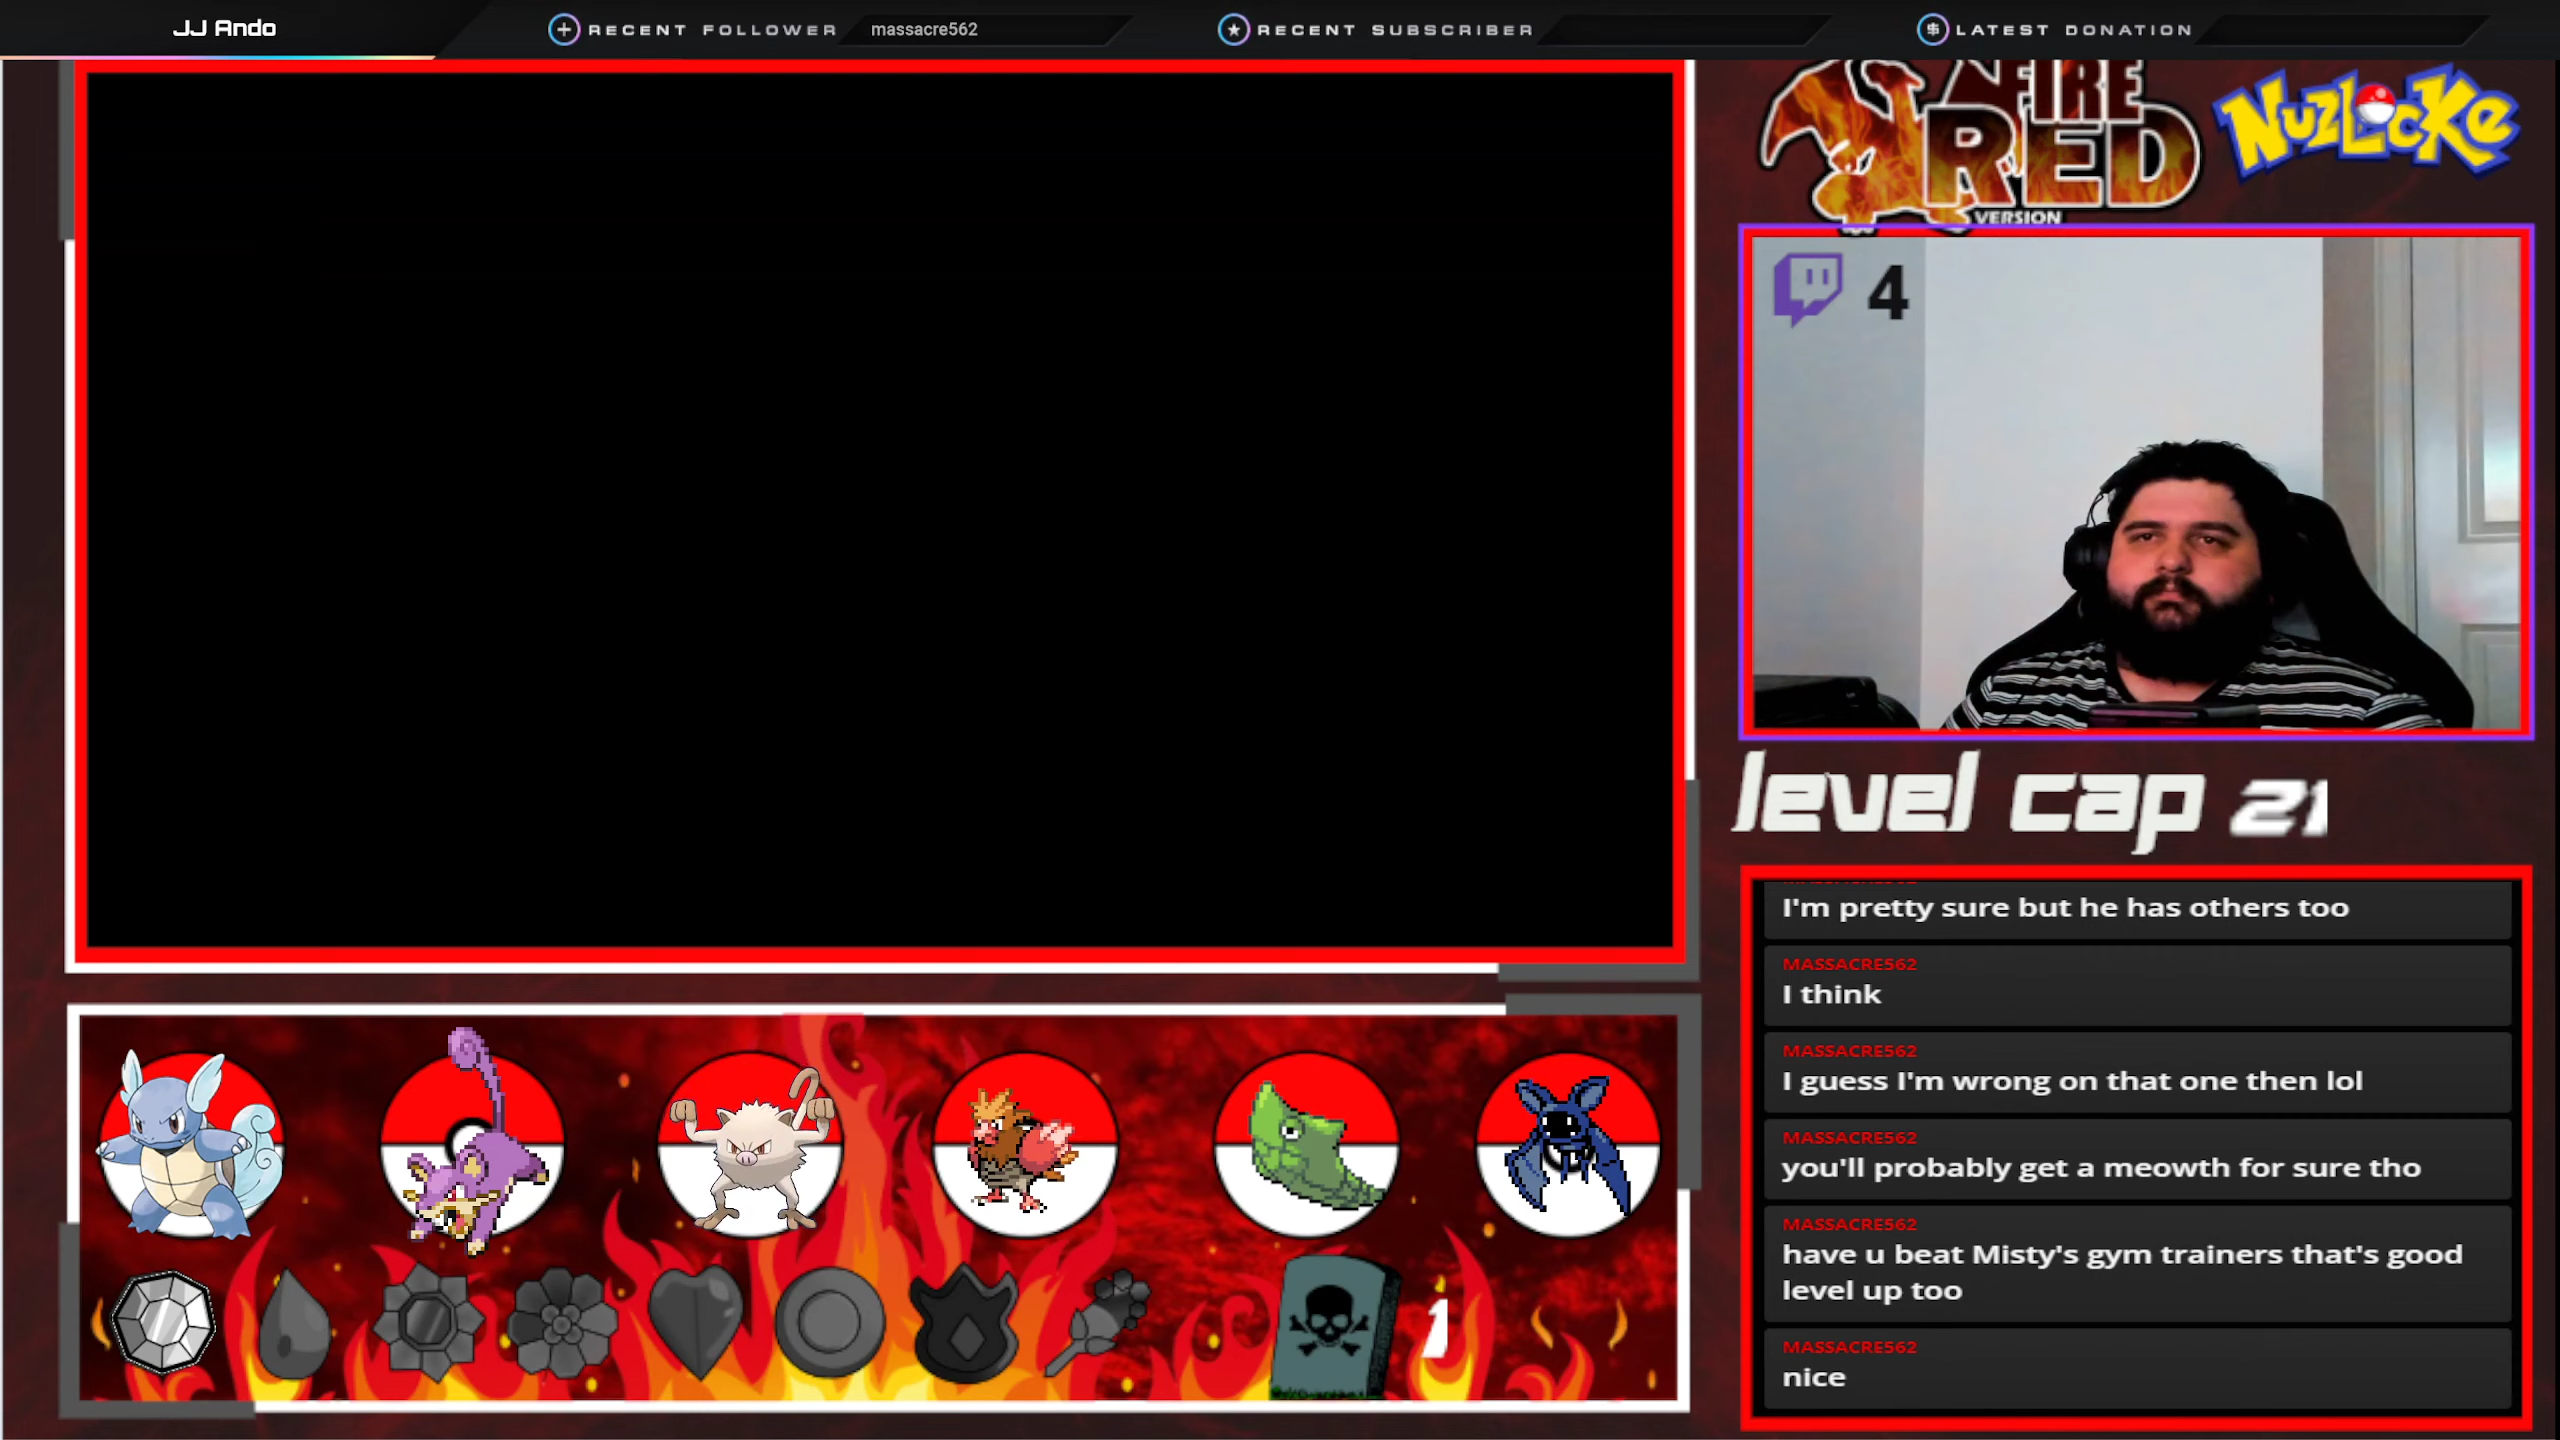 JJ Ando
RECENT FOLLOWER
massacre562
RECENT SUBSCRIBER
LATEST DONATION
FIRE
RED
VERSION
NUZLOCKE
4
level cap 21
I'm pretty sure but he has others too
MASSACRE562
I think
MASSACRE562
I guess I'm wrong on that one then lol
MASSACRE562
you'll probably get a meowth for sure tho
MASSACRE562
have u beat Misty's gym trainers that's good
level up too
MASSACRE562
nice
1